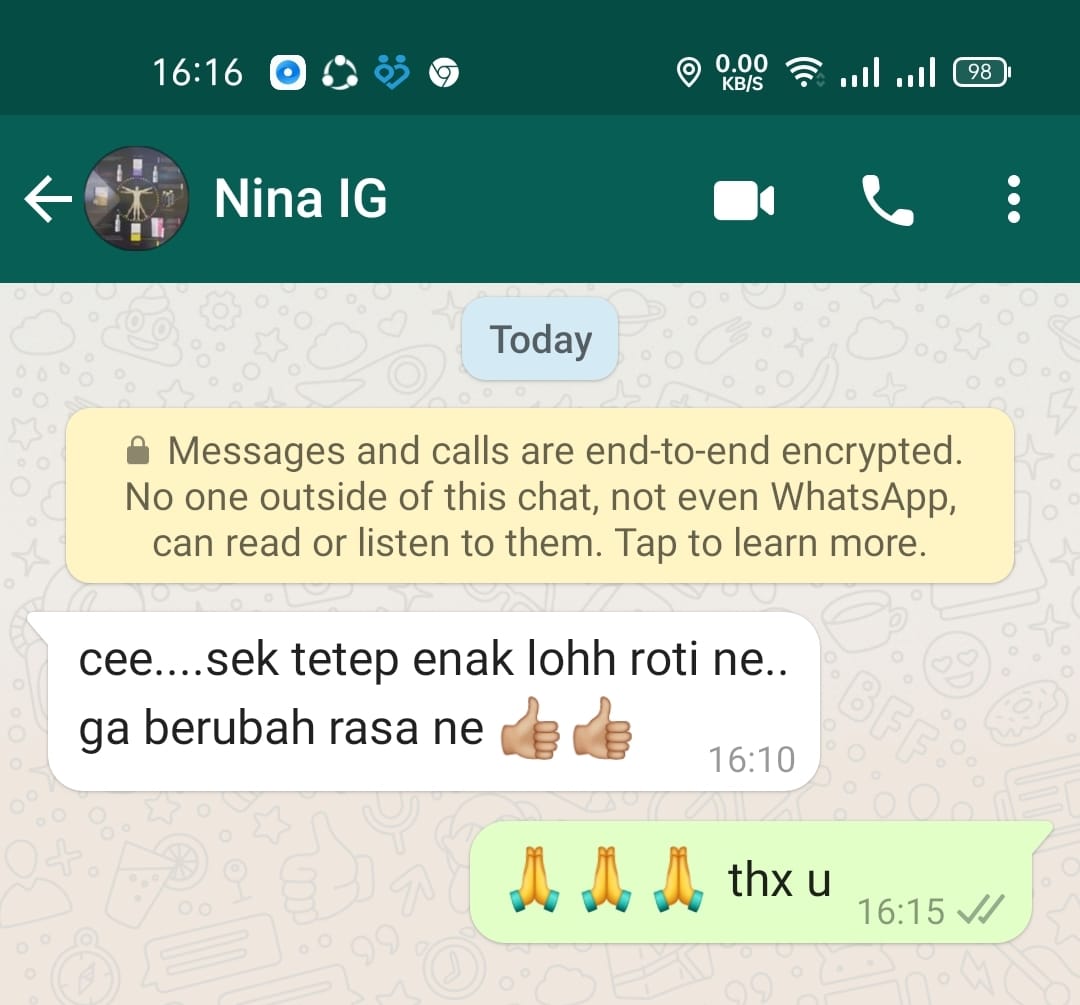 16:16 0.00 KB/S 98
Nina IG
Today
Messages and calls are end-to-end encrypted.
No one outside of this chat, not even WhatsApp,
can read or listen to them. Tap to learn more.
cee....sek tetep enak lohh roti ne..
ga berubah rasa ne 👍🏼👍🏼
16:10
🙏🙏🙏 thx u
16:15